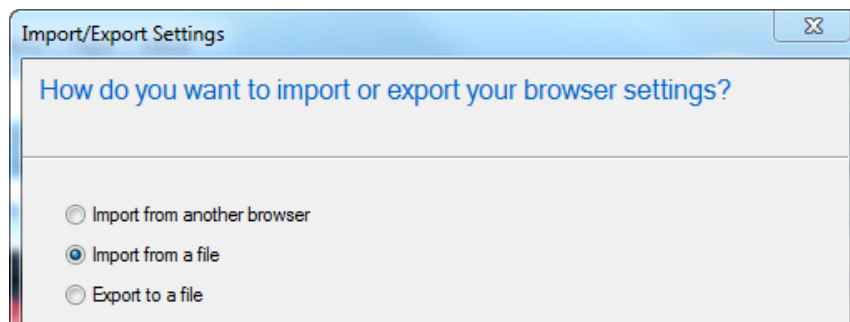 Import/Export Settings
How do you want to import or export your browser settings?
Import from another browser
Import from a file
Export to a file